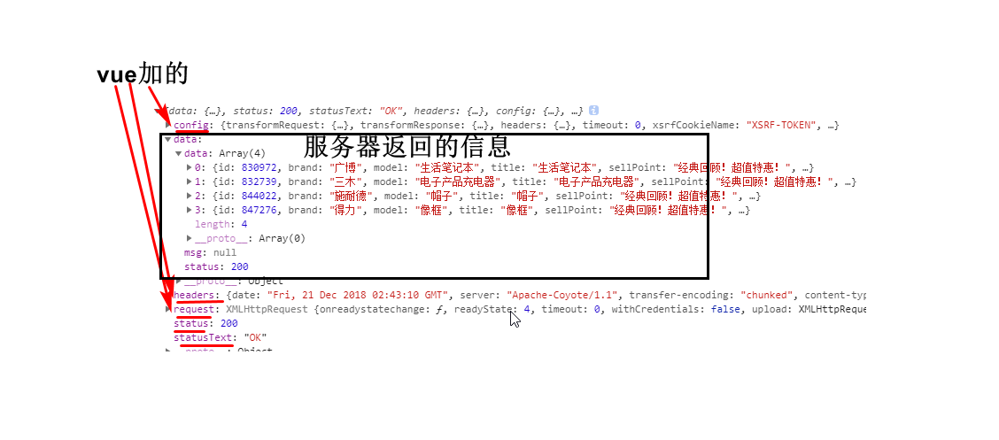 vue加的
{data: {…}, status: 200, statusText: "OK", headers: {…}, config: {…}, …}
config: {transformRequest: {…}, transformResponse: {…}, headers: {…}, timeout: 0, xsrfCookieName: "XSRF-TOKEN", …}
data:
服务器返回的信息
data: Array(4)
0: {id: 830972, brand: "广博", model: "生活笔记本", title: "生活笔记本", sellPoint: "经典回顾！超值特惠！", …}
1: {id: 832739, brand: "三木", model: "电子产品充电器", title: "电子产品充电器", sellPoint: "经典回顾！超值特惠！", …}
2: {id: 844022, brand: "施耐德", model: "帽子", title: "帽子", sellPoint: "经典回顾！超值特惠！", …}
3: {id: 847276, brand: "得力", model: "像框", title: "像框", sellPoint: "经典回顾！超值特惠！", …}
length: 4
__proto__: Array(0)
msg: null
status: 200
__proto__: Object
headers: {date: "Fri, 21 Dec 2018 02:43:10 GMT", server: "Apache-Coyote/1.1", transfer-encoding: "chunked", content-typ
request: XMLHttpRequest {onreadystatechange: ƒ, readyState: 4, timeout: 0, withCredentials: false, upload: XMLHttpReque
status: 200
statusText: "OK"
__proto__: Object